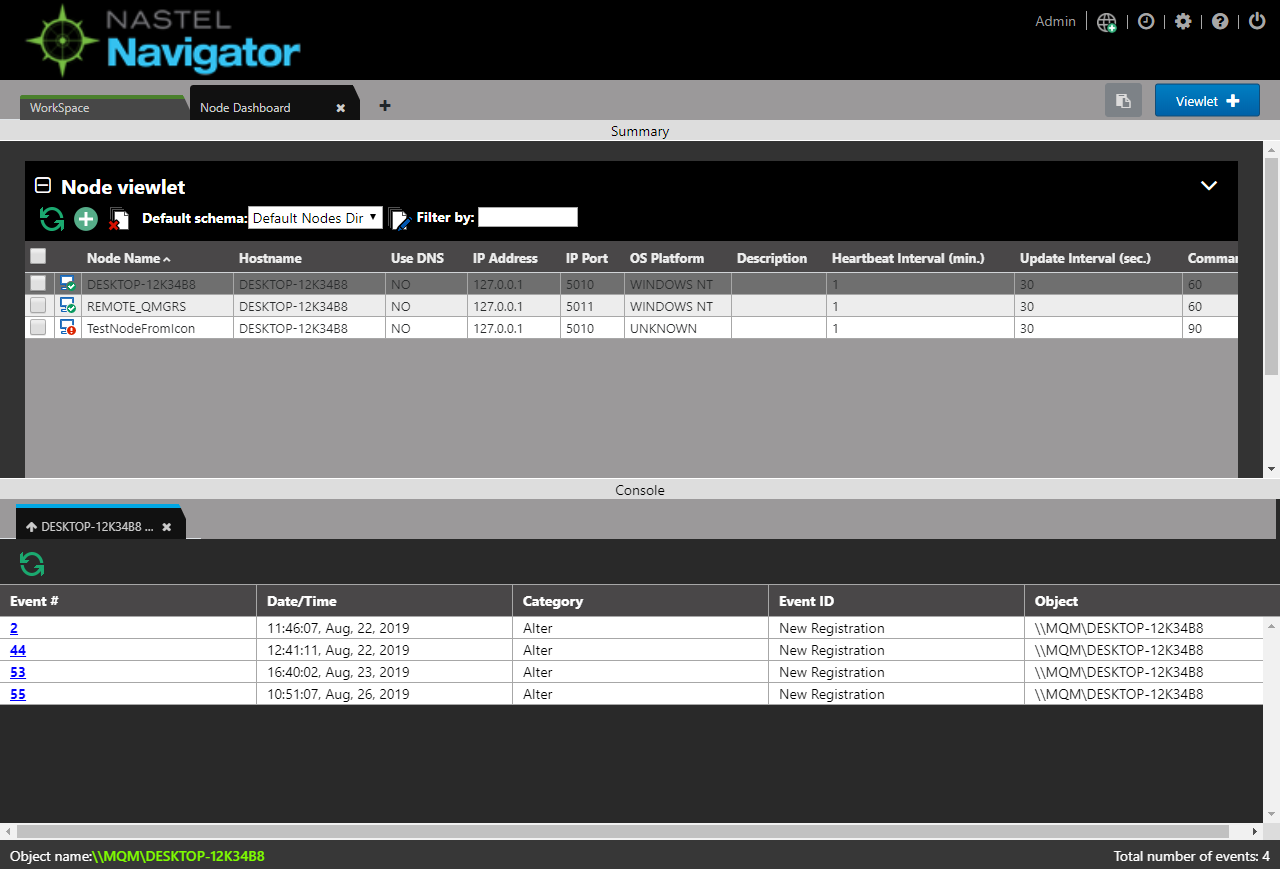 NASTEL
Navigator
Admin
WorkSpace
Node Dashboard
Viewlet
Summary
Node viewlet
Default schema: Default Nodes Dir Filter by:
Node Name Hostname Use DNS IP Address IP Port OS Platform Description Heartbeat Interval (min.) Update Interval (sec.) Comma
DESKTOP-12K34B8 DESKTOP-12K34B8 NO 127.0.0.1 5010 WINDOWS NT 1 30 60
REMOTE_QMGRS DESKTOP-12K34B8 NO 127.0.0.1 5011 WINDOWS NT 1 30 60
TestNodeFromIcon DESKTOP-12K34B8 NO 127.0.0.1 5010 UNKNOWN 1 30 90
Console
DESKTOP-12K34B8 ...
Event # Date/Time Category Event ID Object
2 11:46:07, Aug, 22, 2019 Alter New Registration \\MQM\DESKTOP-12K34B8
44 12:41:11, Aug, 22, 2019 Alter New Registration \\MQM\DESKTOP-12K34B8
53 16:40:02, Aug, 23, 2019 Alter New Registration \\MQM\DESKTOP-12K34B8
55 10:51:07, Aug, 26, 2019 Alter New Registration \\MQM\DESKTOP-12K34B8
Object name:\\MQM\DESKTOP-12K34B8 Total number of events: 4